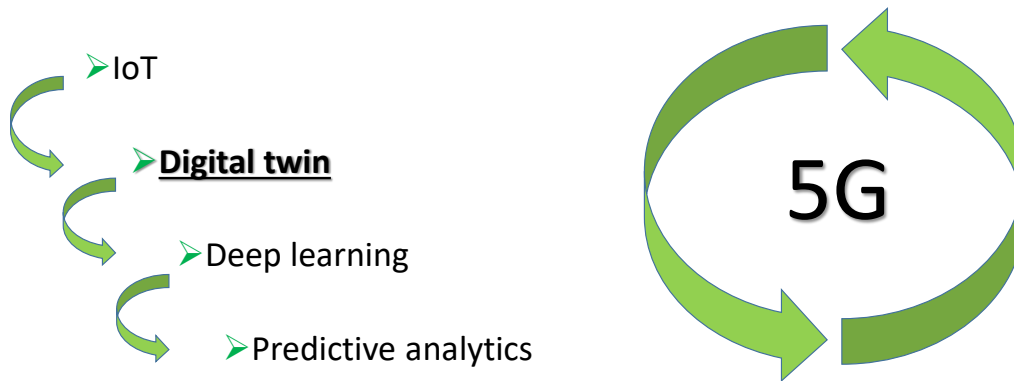 IoT
Digital twin
Deep learning
Predictive analytics
5G